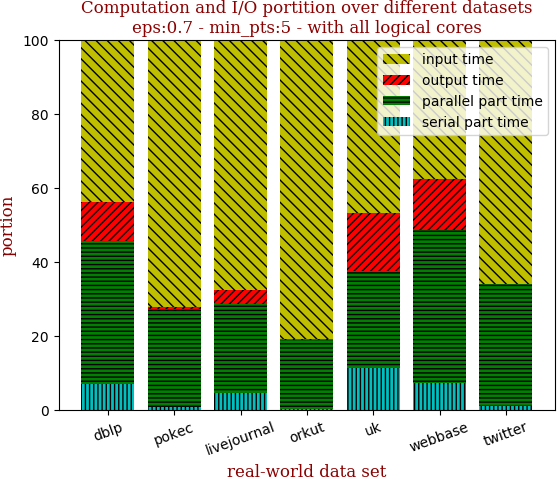 Computation and I/O portition over different datasets
eps:0.7 - min_pts:5 - with all logical cores
100
80
60
40
20
0
portion
input time
output time
parallel part time
serial part time
dblp
pokec
livejournal
orkut
uk
webbase
twitter
real-world data set